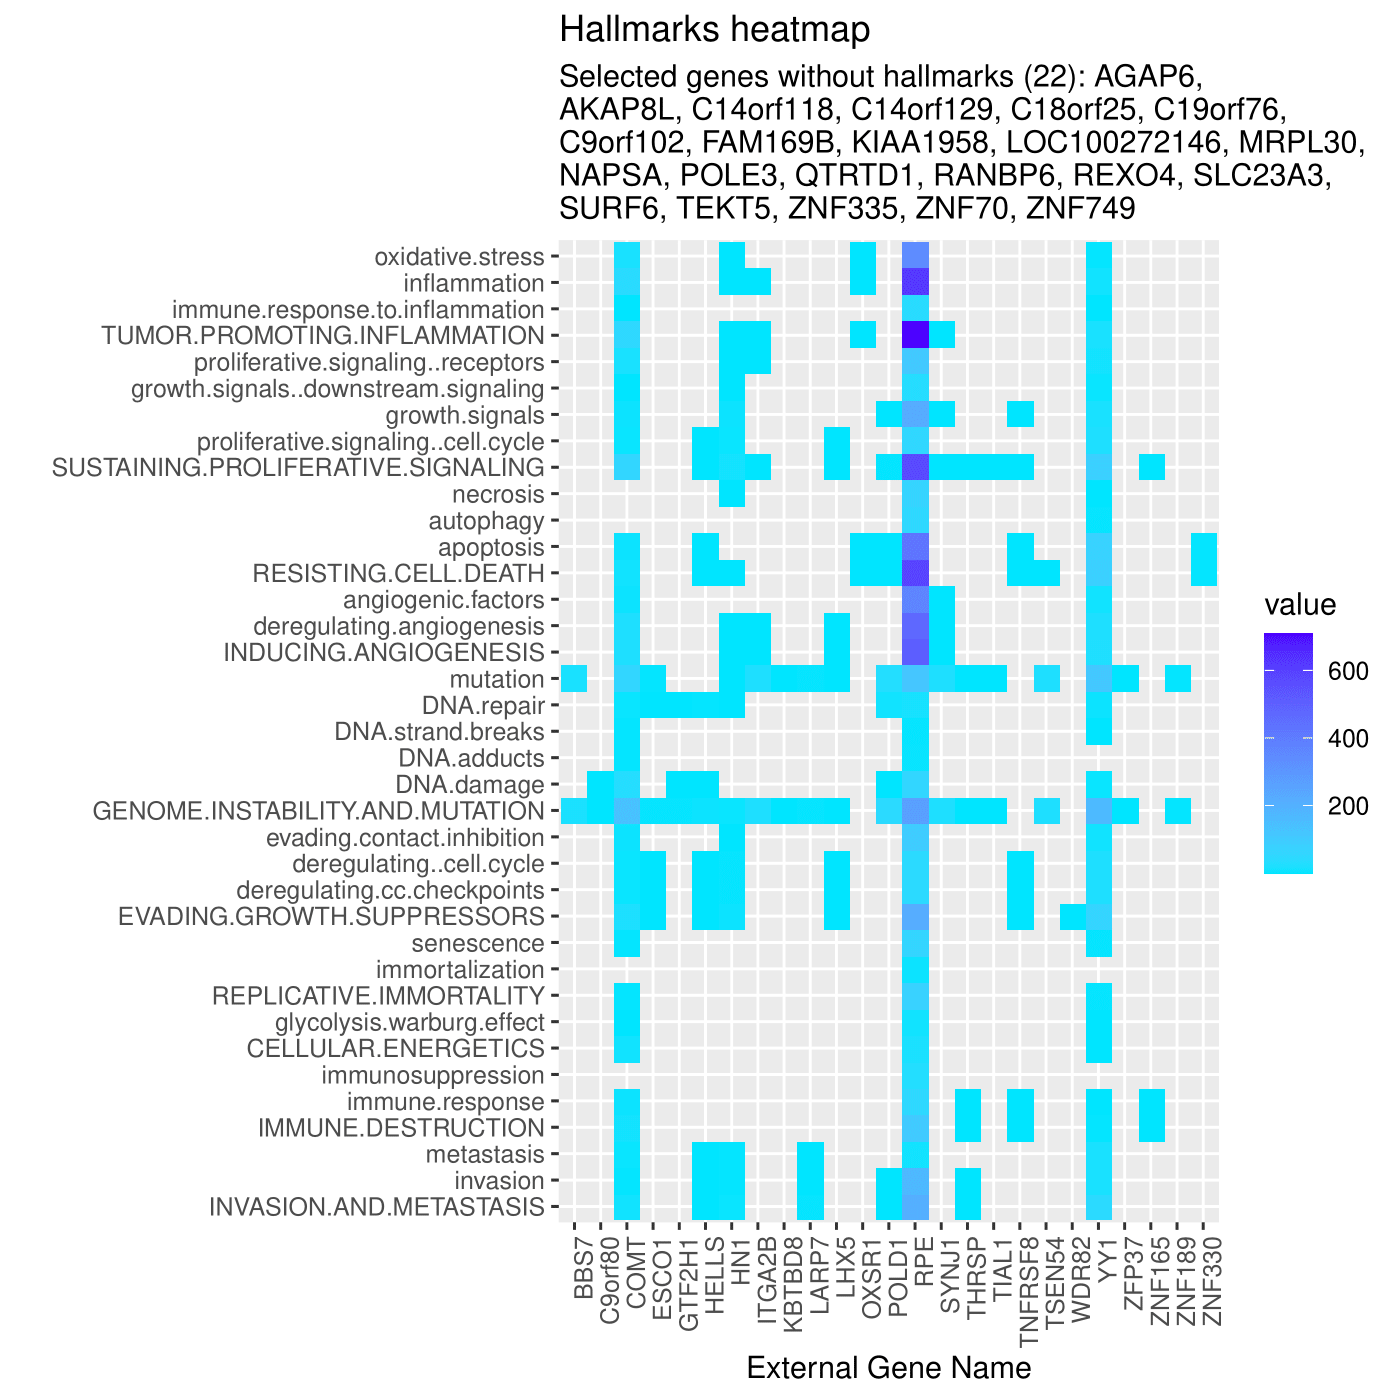 Hallmarks heatmap
Selected genes without hallmarks (22): AGAP6,
AKAP8L, C14orf118, C14orf129, C18orf25, C19orf76,
C9orf102, FAM169B, KIAA1958, LOC100272146, MRPL30,
NAPSA, POLE3, QTRTD1, RANBP6, REXO4, SLC23A3,
SURF6, TEKT5, ZNF335, ZNF70, ZNF749
oxidative.stress
inflammation
immune.response.to.inflammation
TUMOR.PROMOTING.INFLAMMATION
proliferative.signaling..receptors
growth.signals..downstream.signaling
growth.signals
proliferative.signaling..cell.cycle
SUSTAINING.PROLIFERATIVE.SIGNALING
necrosis
autophagy
apoptosis
RESISTING.CELL.DEATH
angiogenic.factors
deregulating.angiogenesis
INDUCING.ANGIOGENESIS
mutation
DNA.repair
DNA.strand.breaks
DNA.adducts
DNA.damage
GENOME.INSTABILITY.AND.MUTATION
evading.contact.inhibition
deregulating..cell.cycle
deregulating.cc.checkpoints
EVADING.GROWTH.SUPPRESSORS
senescence
immortalization
REPLICATIVE.IMMORTALITY
glycolysis.warburg.effect
CELLULAR.ENERGETICS
immunosuppression
immune.response
IMMUNE.DESTRUCTION
metastasis
invasion
INVASION.AND.METASTASIS
BBS7
C9orf80
COMT
ESCO1
GTF2H1
HELLS
HN1
ITGA2B
KBTBD8
LARP7
LHX5
OXSR1
POLD1
RPE
SYNJ1
THRSP
TIAL1
TNFRSF8
TSEN54
WDR82
YY1
ZFP37
ZNF165
ZNF189
ZNF330
External Gene Name
value
600
400
200